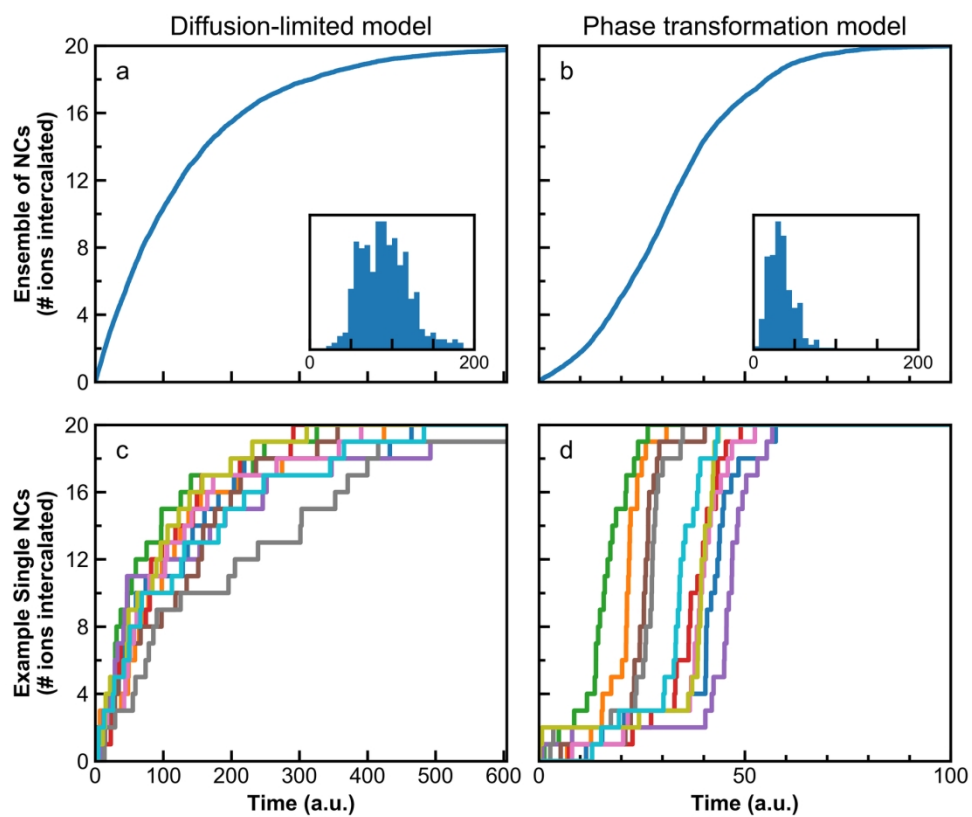 Diffusion-limited model
Phase transformation model
Ensemble of NCs
(# ions intercalated)
20
16
12
8
4
0
a
0 200
b
0 200
Example Single NCs
(# ions intercalated)
20
16
12
8
4
0
c
0 100 200 300 400 500 600
Time (a.u.)
d
0 50 100
Time (a.u.)